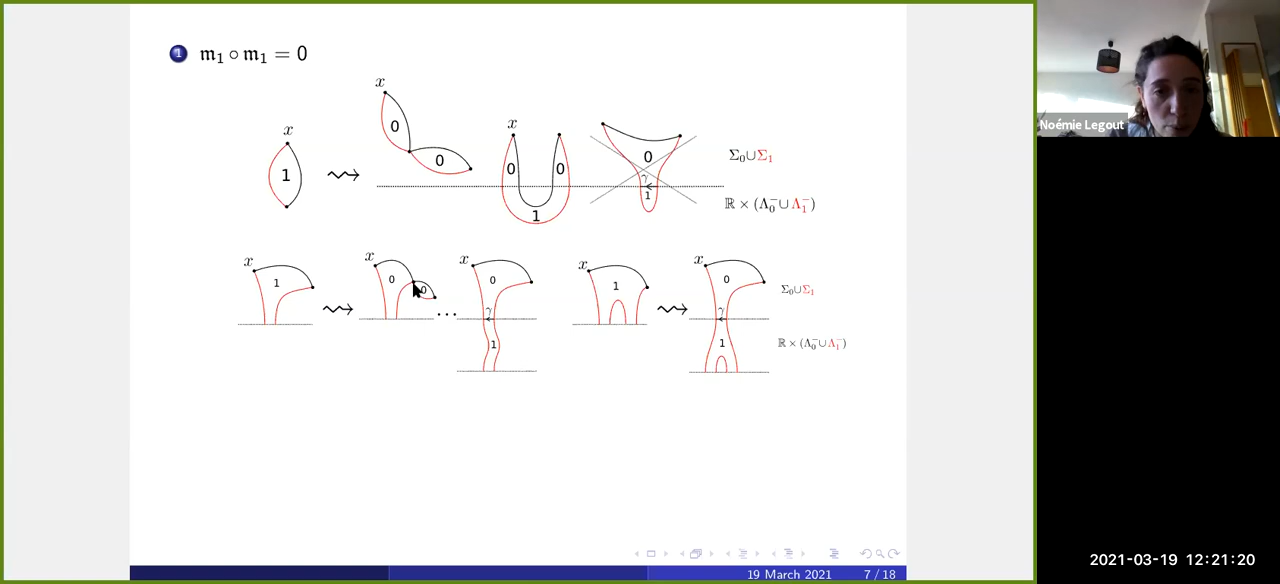 1 𝔪₁ ∘ 𝔪₁ = 0
x
0
x
x
1
0
0
0
0
Σ₀∪Σ₁
γ
1
1
ℝ × (Λ₀⁻∪Λ₁⁻)
x
x
x
x
x
1
0
0
0
1
0
Σ₀∪Σ₁
...
γ
γ
1
1
ℝ × (Λ₀⁻∪Λ₁⁻)
19 March 2021 7 / 18
Noémie Legout
2021-03-19 12:21:20